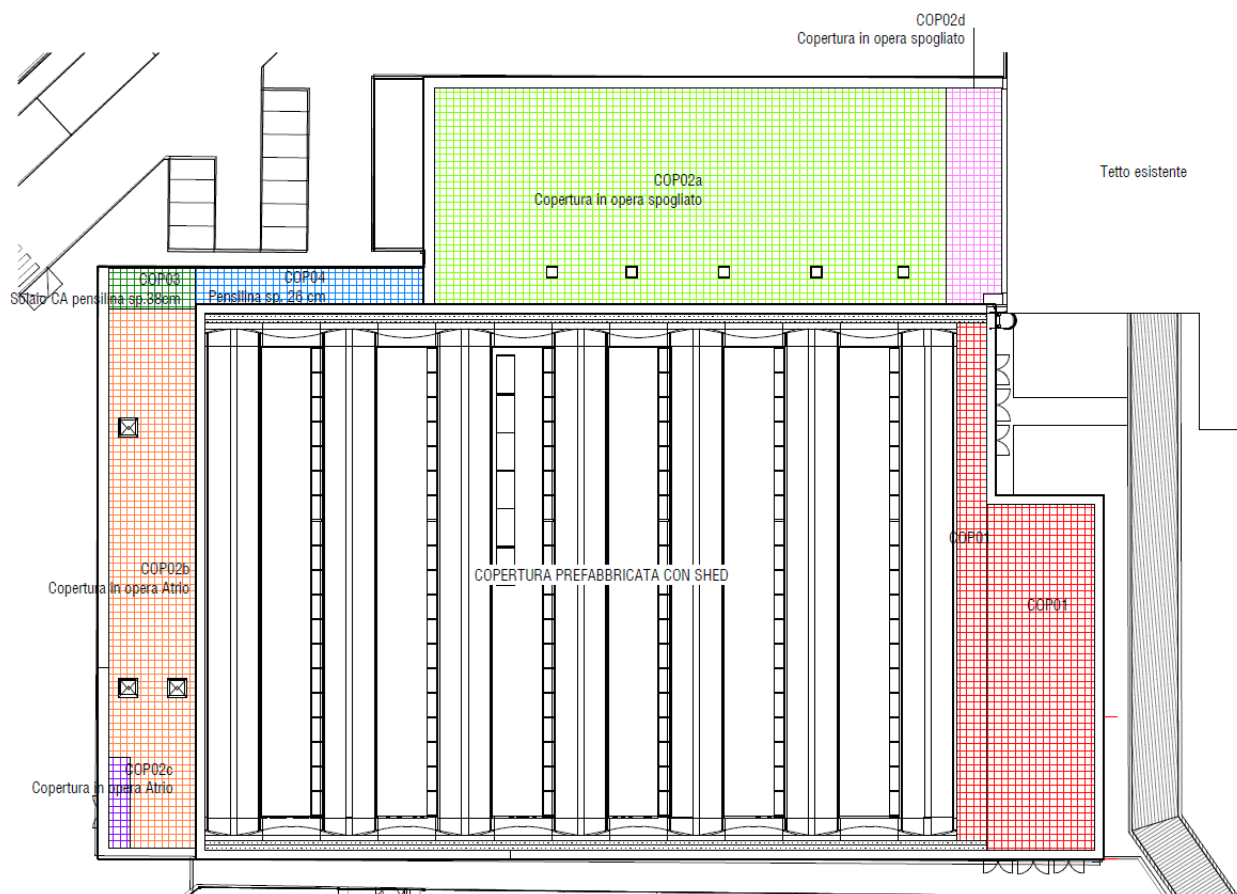 COP02d
Copertura in opera spogliato
Tetto esistente
COP02a
Copertura in opera spogliato
COP03
Solaio CA pensilina sp.38cm
COP04
Pensilina sp. 26 cm
COP01
COP02b
Copertura in opera Atrio
COPERTURA PREFABBRICATA CON SHED
COP01
COP02c
Copertura in opera Atrio